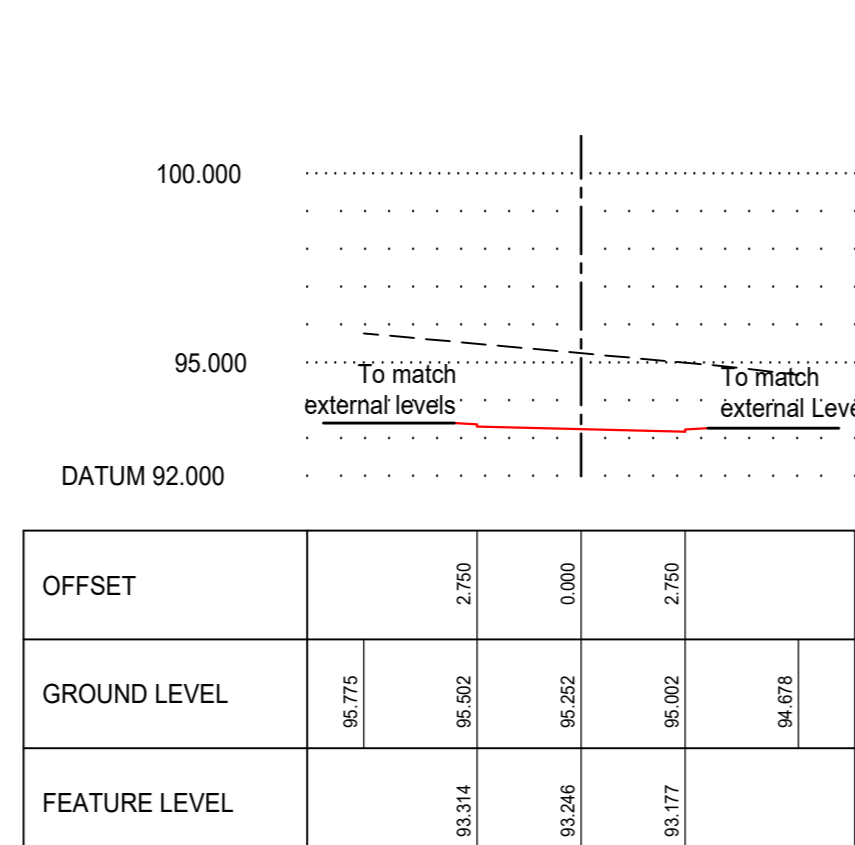 100.000
95.000
To match
external levels
To match
external Leve
DATUM 92.000
OFFSET 2.750 0.000 2.750
GROUND LEVEL 95.775 95.502 95.252 95.002 94.678
FEATURE LEVEL 93.314 93.246 93.177